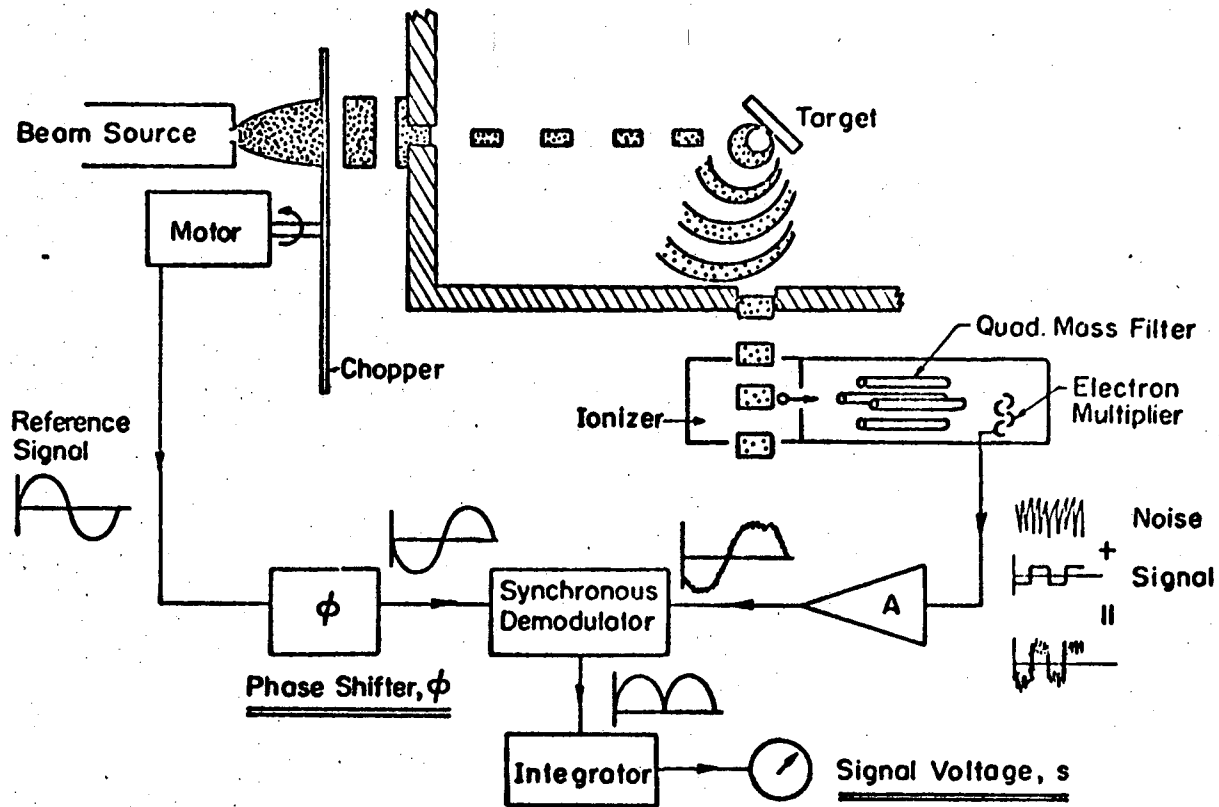 Beam Source
Target
Motor
Chopper
Quad. Mass Filter
Ionizer
Electron
Multiplier
Reference
Signal
Noise
+
Signal
=
A
ϕ
Synchronous
Demodulator
Phase Shifter, ϕ
Integrator
Signal Voltage, s